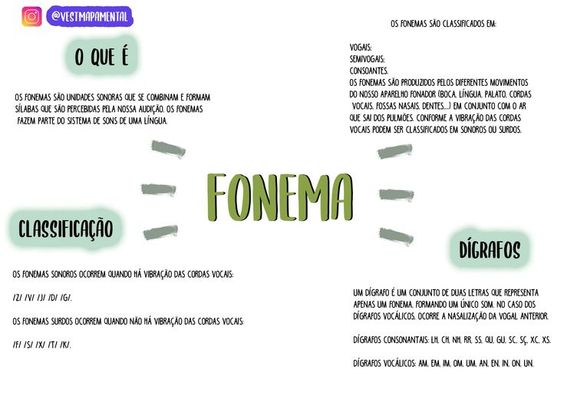 @VESTMAPAMENTAL
O QUE É
OS FONEMAS SÃO UNIDADES SONORAS QUE SE COMBINAM E FORMAM
SÍLABAS QUE SÃO PERCEBIDAS PELA NOSSA AUDIÇÃO. OS FONEMAS
FAZEM PARTE DO SISTEMA DE SONS DE UMA LÍNGUA.
OS FONEMAS SÃO CLASSIFICADOS EM:
VOGAIS;
SEMIVOGAIS;
CONSOANTES.
OS FONEMAS SÃO PRODUZIDOS PELOS DIFERENTES MOVIMENTOS
DO NOSSO APARELHO FONADOR (BOCA, LÍNGUA, PALATO, CORDAS
VOCAIS, FOSSAS NASAIS, DENTES...) EM CONJUNTO COM O AR
QUE SAI DOS PULMÕES. CONFORME A VIBRAÇÃO DAS CORDAS
VOCAIS PODEM SER CLASSIFICADOS EM SONOROS OU SURDOS.
FONEMA
CLASSIFICAÇÃO
OS FONEMAS SONOROS OCORREM QUANDO HÁ VIBRAÇÃO DAS CORDAS VOCAIS:
/Z/ /V/ /J/ /D/ /G/.
OS FONEMAS SURDOS OCORREM QUANDO NÃO HÁ VIBRAÇÃO DAS CORDAS VOCAIS:
/F/ /S/ /X/ /T/ /K/.
DÍGRAFOS
UM DÍGRAFO É UM CONJUNTO DE DUAS LETRAS QUE REPRESENTA
APENAS UM FONEMA, FORMANDO UM ÚNICO SOM. NO CASO DOS
DÍGRAFOS VOCÁLICOS, OCORRE A NASALIZAÇÃO DA VOGAL ANTERIOR.
DÍGRAFOS CONSONANTAIS: LH, CH, NH, RR, SS, QU, GU, SC, SÇ, XC, XS.
DÍGRAFOS VOCÁLICOS: AM, EM, IM, OM, UM, AN, EN, IN, ON, UN.